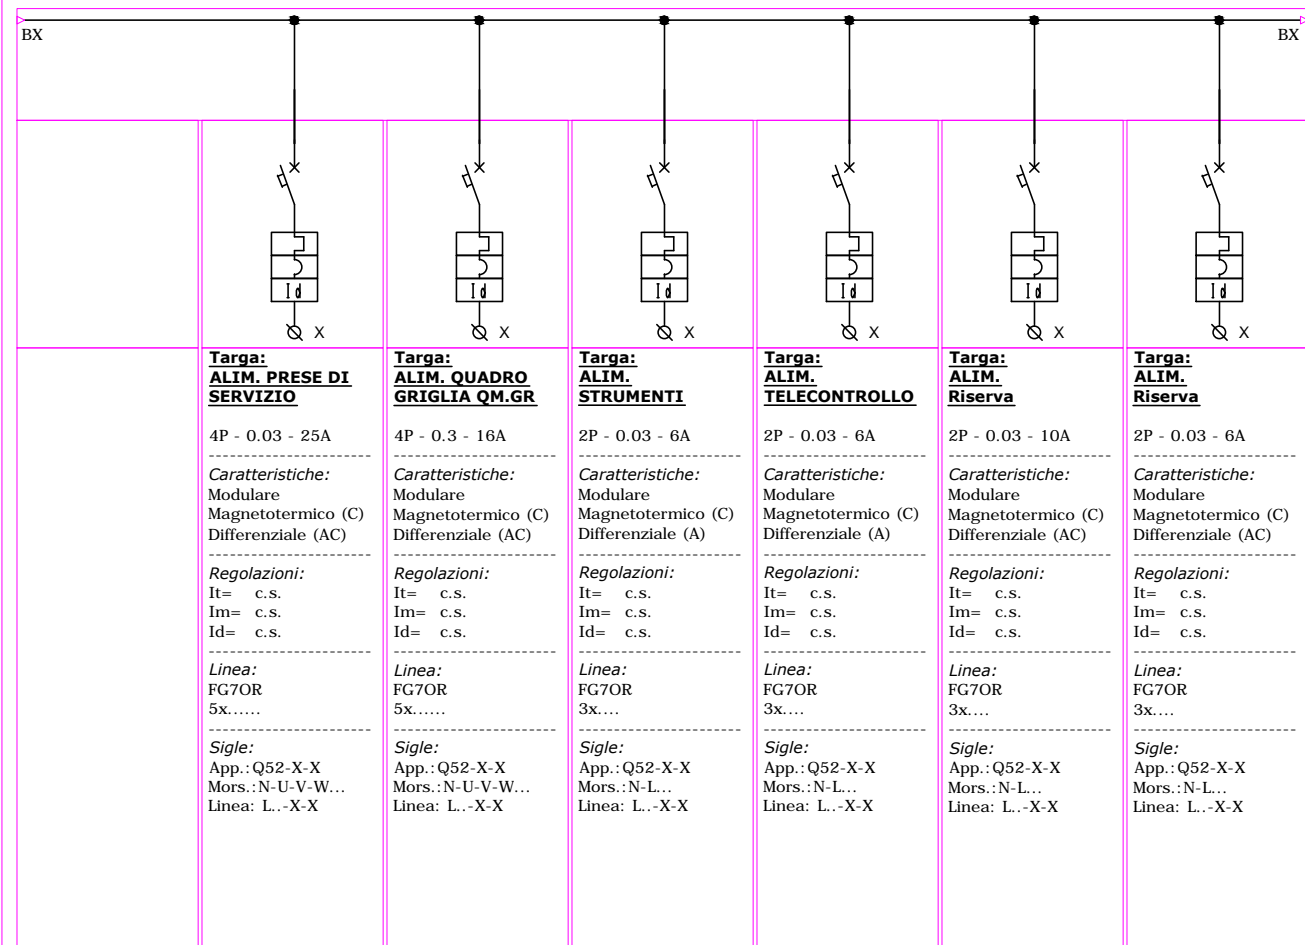 BX
BX
Id
X
Id
X
Id
X
Id
X
Id
X
Id
X
Targa:
ALIM. PRESE DI
SERVIZIO
4P - 0.03 - 25A
Caratteristiche:
Modulare
Magnetotermico (C)
Differenziale (AC)
Regolazioni:
It= c.s.
Im= c.s.
Id= c.s.
Linea:
FG7OR
5x......
Sigle:
App.:Q52-X-X
Mors.:N-U-V-W...
Linea: L..-X-X
Targa:
ALIM. QUADRO
GRIGLIA QM.GR
4P - 0.3 - 16A
Caratteristiche:
Modulare
Magnetotermico (C)
Differenziale (AC)
Regolazioni:
It= c.s.
Im= c.s.
Id= c.s.
Linea:
FG7OR
5x......
Sigle:
App.:Q52-X-X
Mors.:N-U-V-W...
Linea: L..-X-X
Targa:
ALIM.
STRUMENTI
2P - 0.03 - 6A
Caratteristiche:
Modulare
Magnetotermico (C)
Differenziale (A)
Regolazioni:
It= c.s.
Im= c.s.
Id= c.s.
Linea:
FG7OR
3x....
Sigle:
App.:Q52-X-X
Mors.:N-L...
Linea: L..-X-X
Targa:
ALIM.
TELECONTROLLO
2P - 0.03 - 6A
Caratteristiche:
Modulare
Magnetotermico (C)
Differenziale (A)
Regolazioni:
It= c.s.
Im= c.s.
Id= c.s.
Linea:
FG7OR
3x....
Sigle:
App.:Q52-X-X
Mors.:N-L...
Linea: L..-X-X
Targa:
ALIM.
Riserva
2P - 0.03 - 10A
Caratteristiche:
Modulare
Magnetotermico (C)
Differenziale (AC)
Regolazioni:
It= c.s.
Im= c.s.
Id= c.s.
Linea:
FG7OR
3x....
Sigle:
App.:Q52-X-X
Mors.:N-L...
Linea: L..-X-X
Targa:
ALIM.
Riserva
2P - 0.03 - 6A
Caratteristiche:
Modulare
Magnetotermico (C)
Differenziale (AC)
Regolazioni:
It= c.s.
Im= c.s.
Id= c.s.
Linea:
FG7OR
3x....
Sigle:
App.:Q52-X-X
Mors.:N-L...
Linea: L..-X-X